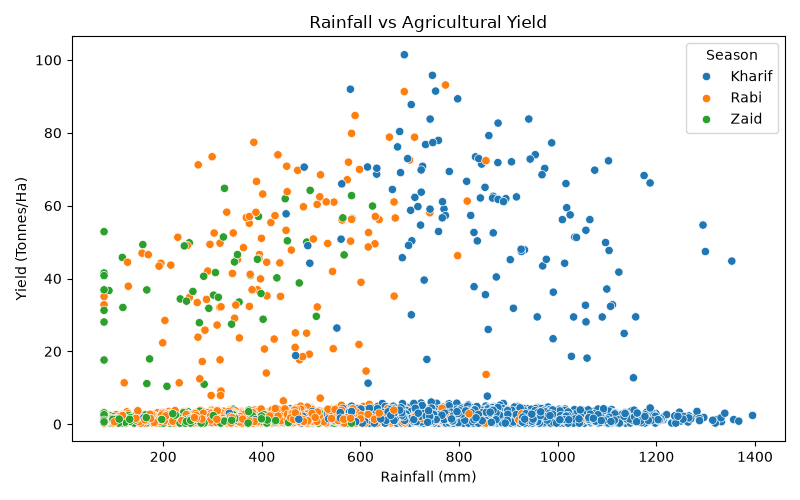 Rainfall vs Agricultural Yield
Season
Kharif
Rabi
Zaid
Yield (Tonnes/Ha)
100
80
60
40
20
0
200 400 600 800 1000 1200 1400
Rainfall (mm)